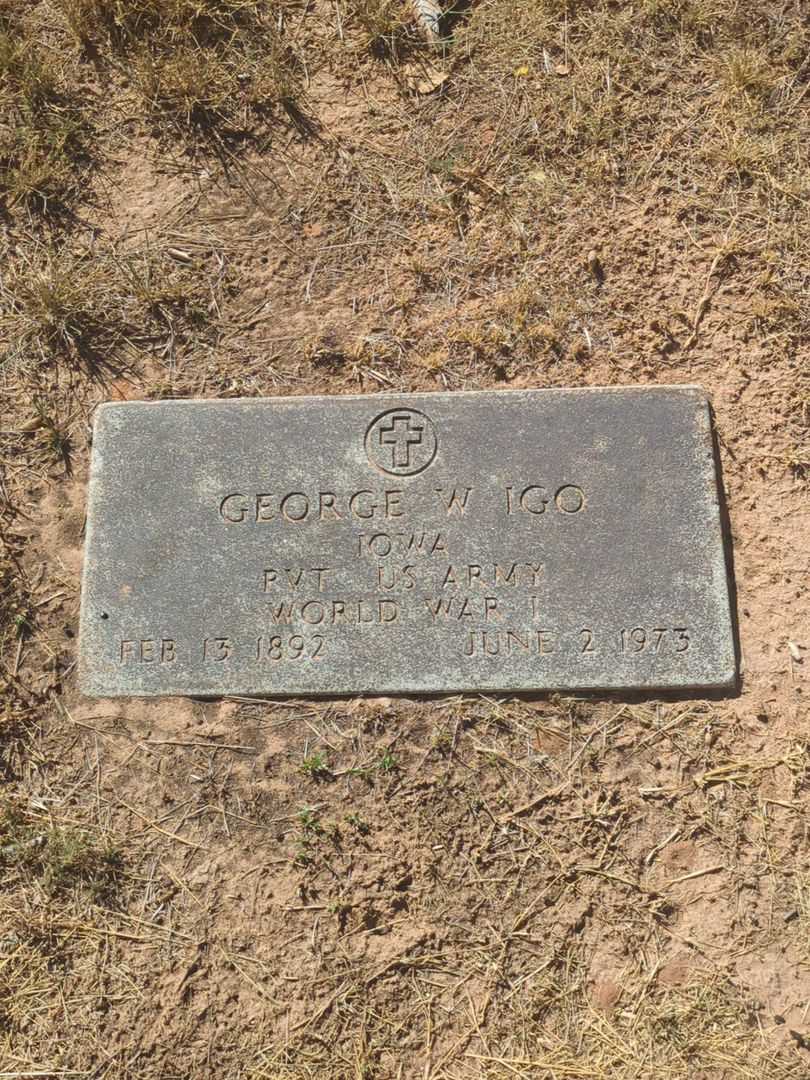 GEORGE W IGO
IOWA
PVT US ARMY
WORLD WAR I
FEB 13 1892 JUNE 2 1973